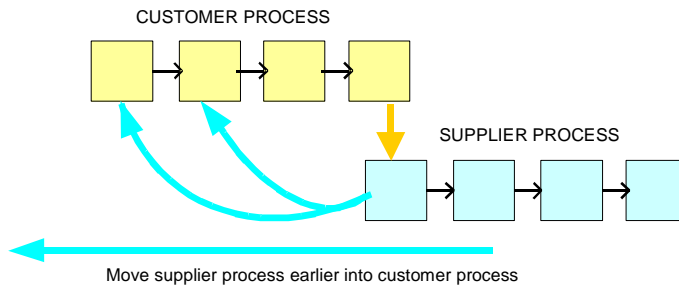 CUSTOMER PROCESS
SUPPLIER PROCESS
Move supplier process earlier into customer process